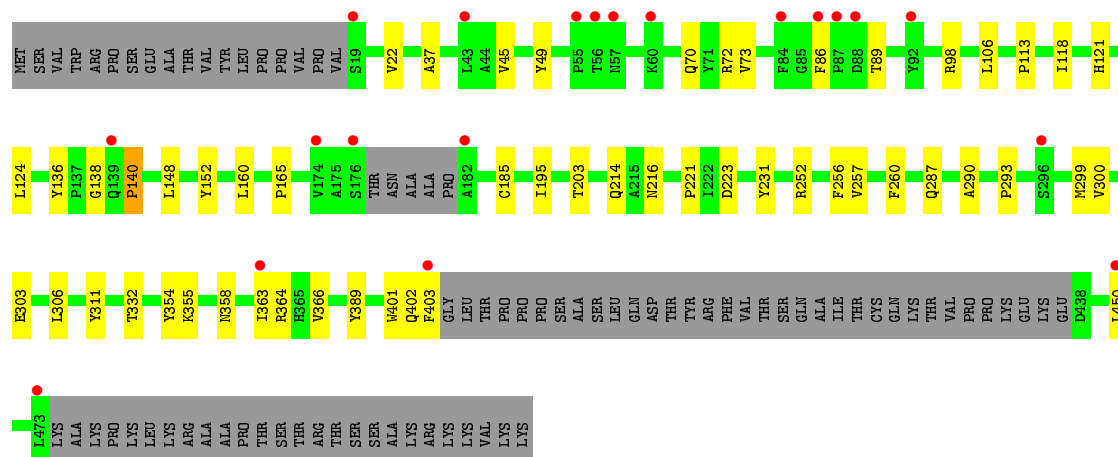 MET SER VAL TRP ARG PRO SER GLU ALA THR VAL TYR LEU PRO PRO VAL PRO VAL S19 V22 A37 L43 A44 V45 Y49 P55 T56 N57 K60 Q70 Y71 R72 V73 F84 G85 F86 P87 D88 T89 Y92 R98 L106 P113 I118 H121
L124 Y136 P137 G138 Q139 P140 L148 Y152 L160 P165 V174 A175 S176 THR ASN ALA ALA PRO A182 C185 I195 T203 Q214 A215 N216 P221 I222 D223 Y231 R252 F256 V257 F260 Q287 A290 P293 S296 M299 V300
E303 L306 Y311 T332 Y354 K355 N358 I363 R364 H365 V366 Y389 W401 Q402 F403 GLY LEU THR PRO PRO PRO SER ALA SER LEU GLN ASP THR TYR ARG PHE VAL THR SER GLN ALA ILE THR CYS GLN LYS THR VAL PRO PRO LYS GLU LYS GLU D438 L450
L473 LYS ALA LYS PRO LYS LEU LYS ARG ALA ALA PRO THR SER THR ARG THR SER SER ALA LYS ARG LYS LYS VAL LYS LYS